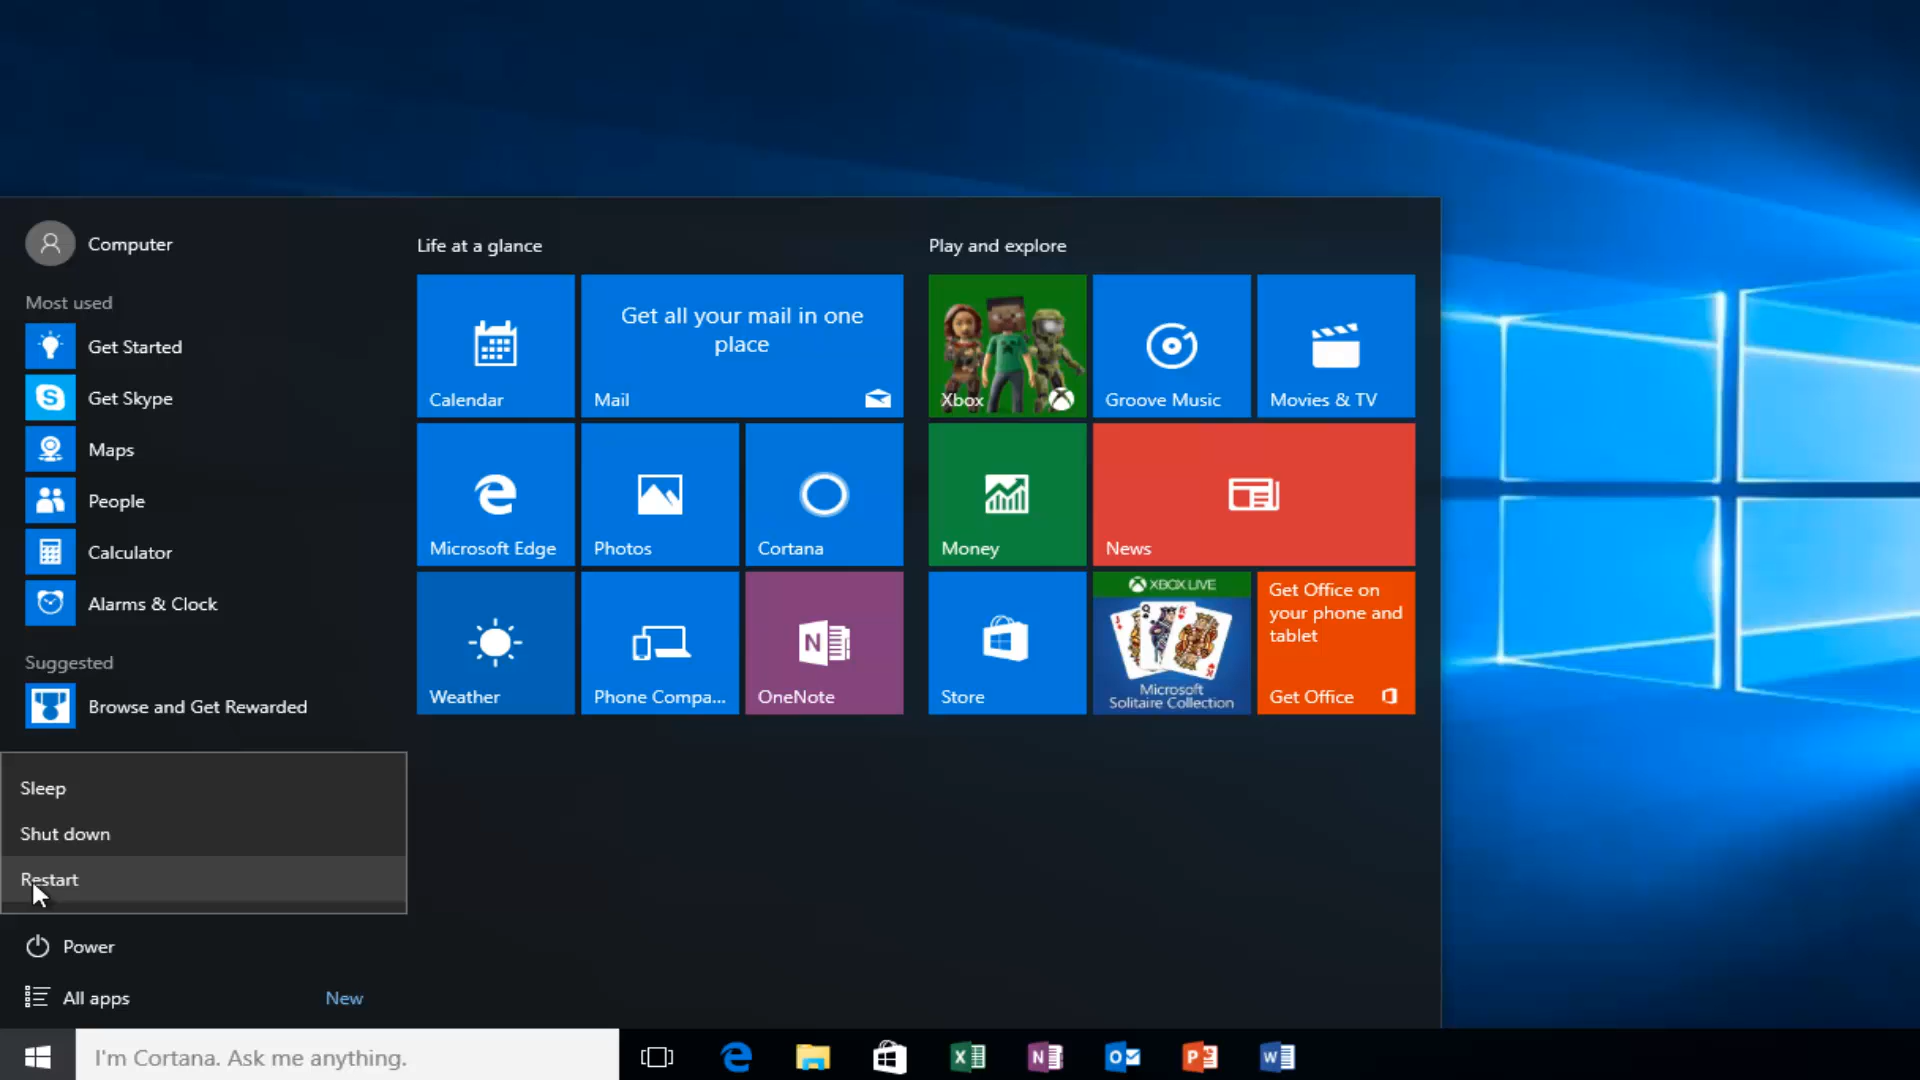 Computer
Most used
Get Started
Get Skype
Maps
People
Calculator
Alarms & Clock
Suggested
Browse and Get Rewarded
Sleep
Shut down
Restart
Power
All apps
New
Life at a glance
Calendar
Get all your mail in one
place
Mail
Microsoft Edge
Photos
Cortana
Weather
Phone Compa...
OneNote
Play and explore
Xbox
Groove Music
Movies & TV
Money
News
Store
XBOX LIVE
Microsoft
Solitaire Collection
Get Office on
your phone and
tablet
Get Office
I'm Cortana. Ask me anything.